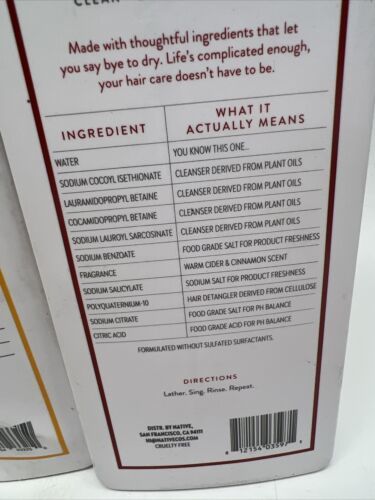 CLEAN
Made with thoughtful ingredients that let
you say bye to dry. Life's complicated enough,
your hair care doesn't have to be.
INGREDIENT WHAT IT ACTUALLY MEANS
WATER YOU KNOW THIS ONE...
SODIUM COCOYL ISETHIONATE CLEANSER DERIVED FROM PLANT OILS
LAURAMIDOPROPYL BETAINE CLEANSER DERIVED FROM PLANT OILS
COCAMIDOPROPYL BETAINE CLEANSER DERIVED FROM PLANT OILS
SODIUM LAUROYL SARCOSINATE CLEANSER DERIVED FROM PLANT OILS
SODIUM BENZOATE FOOD GRADE SALT FOR PRODUCT FRESHNESS
FRAGRANCE WARM CIDER & CINNAMON SCENT
SODIUM SALICYLATE SODIUM SALT FOR PRODUCT FRESHNESS
POLYQUATERNIUM-10 HAIR DETANGLER DERIVED FROM CELLULOSE
SODIUM CITRATE FOOD GRADE SALT FOR PH BALANCE
CITRIC ACID FOOD GRADE ACID FOR PH BALANCE
FORMULATED WITHOUT SULFATED SURFACTANTS.
DIRECTIONS
Lather. Sing. Rinse. Repeat.
DISTR. BY NATIVE,
SAN FRANCISCO, CA 94111
HI@NATIVECOS.COM
CRUELTY FREE
8 12154 03597